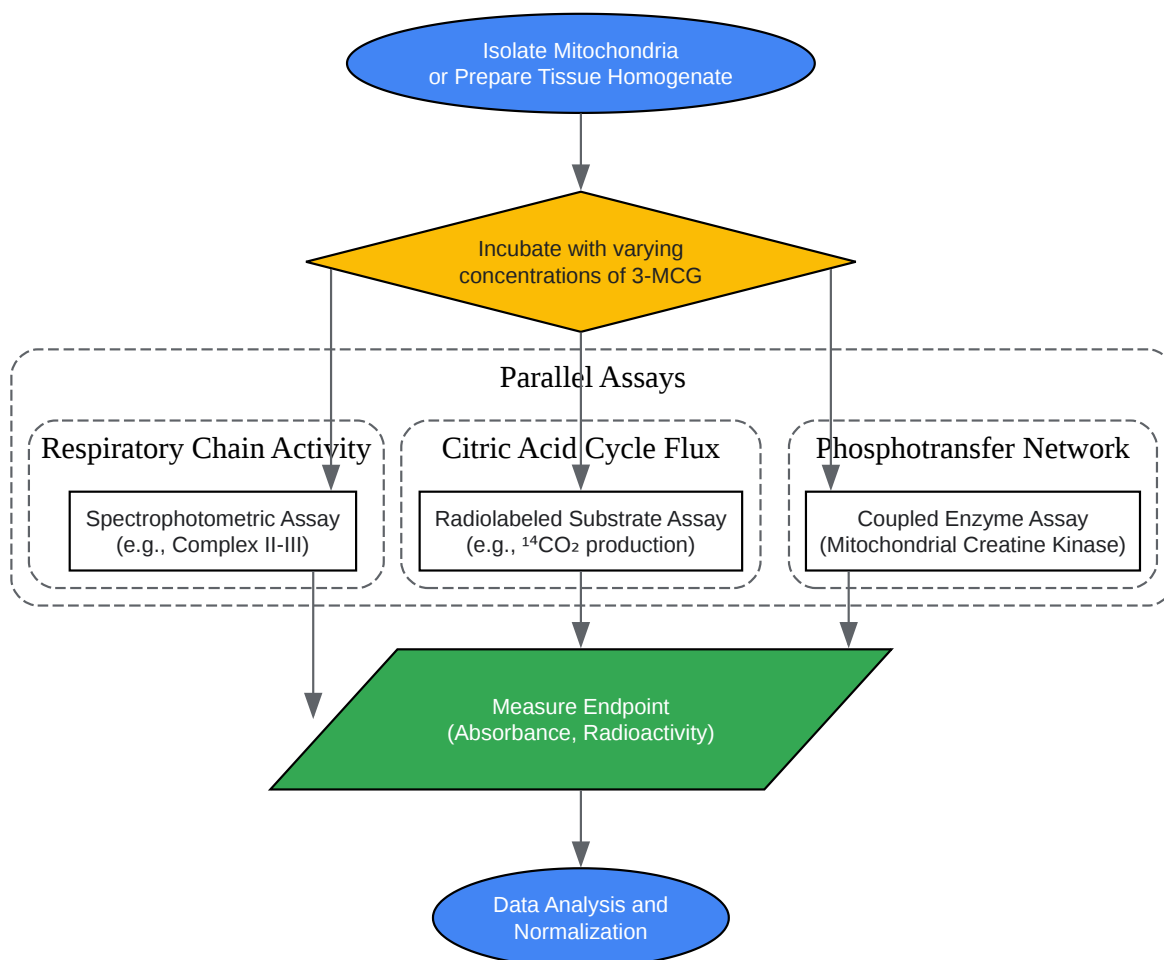 Isolate Mitochondria
or Prepare Tissue Homogenate
Incubate with varying
concentrations of 3-MCG
Parallel Assays
Respiratory Chain Activity
Spectrophotometric Assay
(e.g., Complex II-III)
Citric Acid Cycle Flux
Radiolabeled Substrate Assay
(e.g., ¹⁴CO₂ production)
Phosphotransfer Network
Coupled Enzyme Assay
(Mitochondrial Creatine Kinase)
Measure Endpoint
(Absorbance, Radioactivity)
Data Analysis and
Normalization